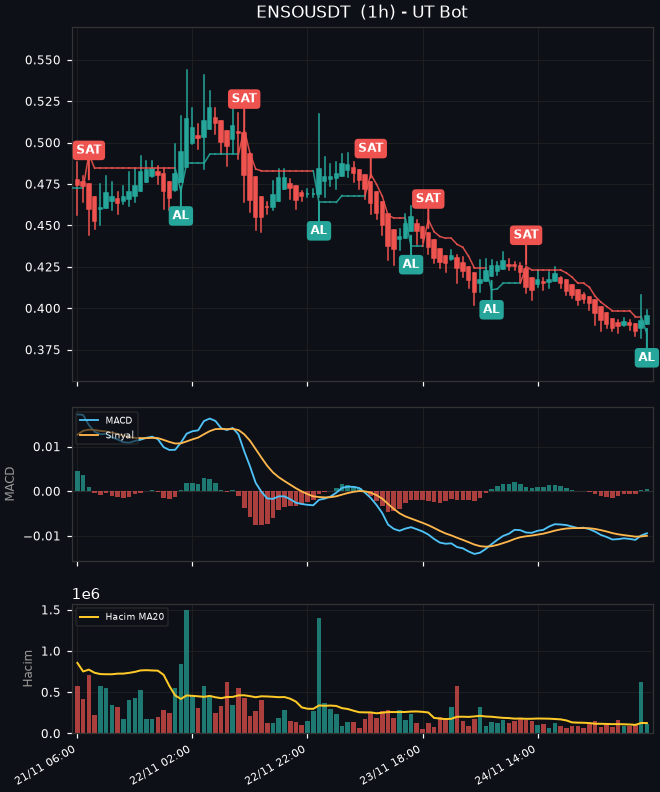 ENSOUSDT (1h) - UT Bot
0.550
0.525
0.500
0.475
0.450
0.425
0.400
0.375
SAT
AL
SAT
AL
SAT
AL
SAT
AL
SAT
AL
MACD
0.01
0.00
−0.01
MACD
Sinyal
1e6
Hacim
1.5
1.0
0.5
0.0
Hacim MA20
21/11 06:00
22/11 02:00
22/11 22:00
23/11 18:00
24/11 14:00